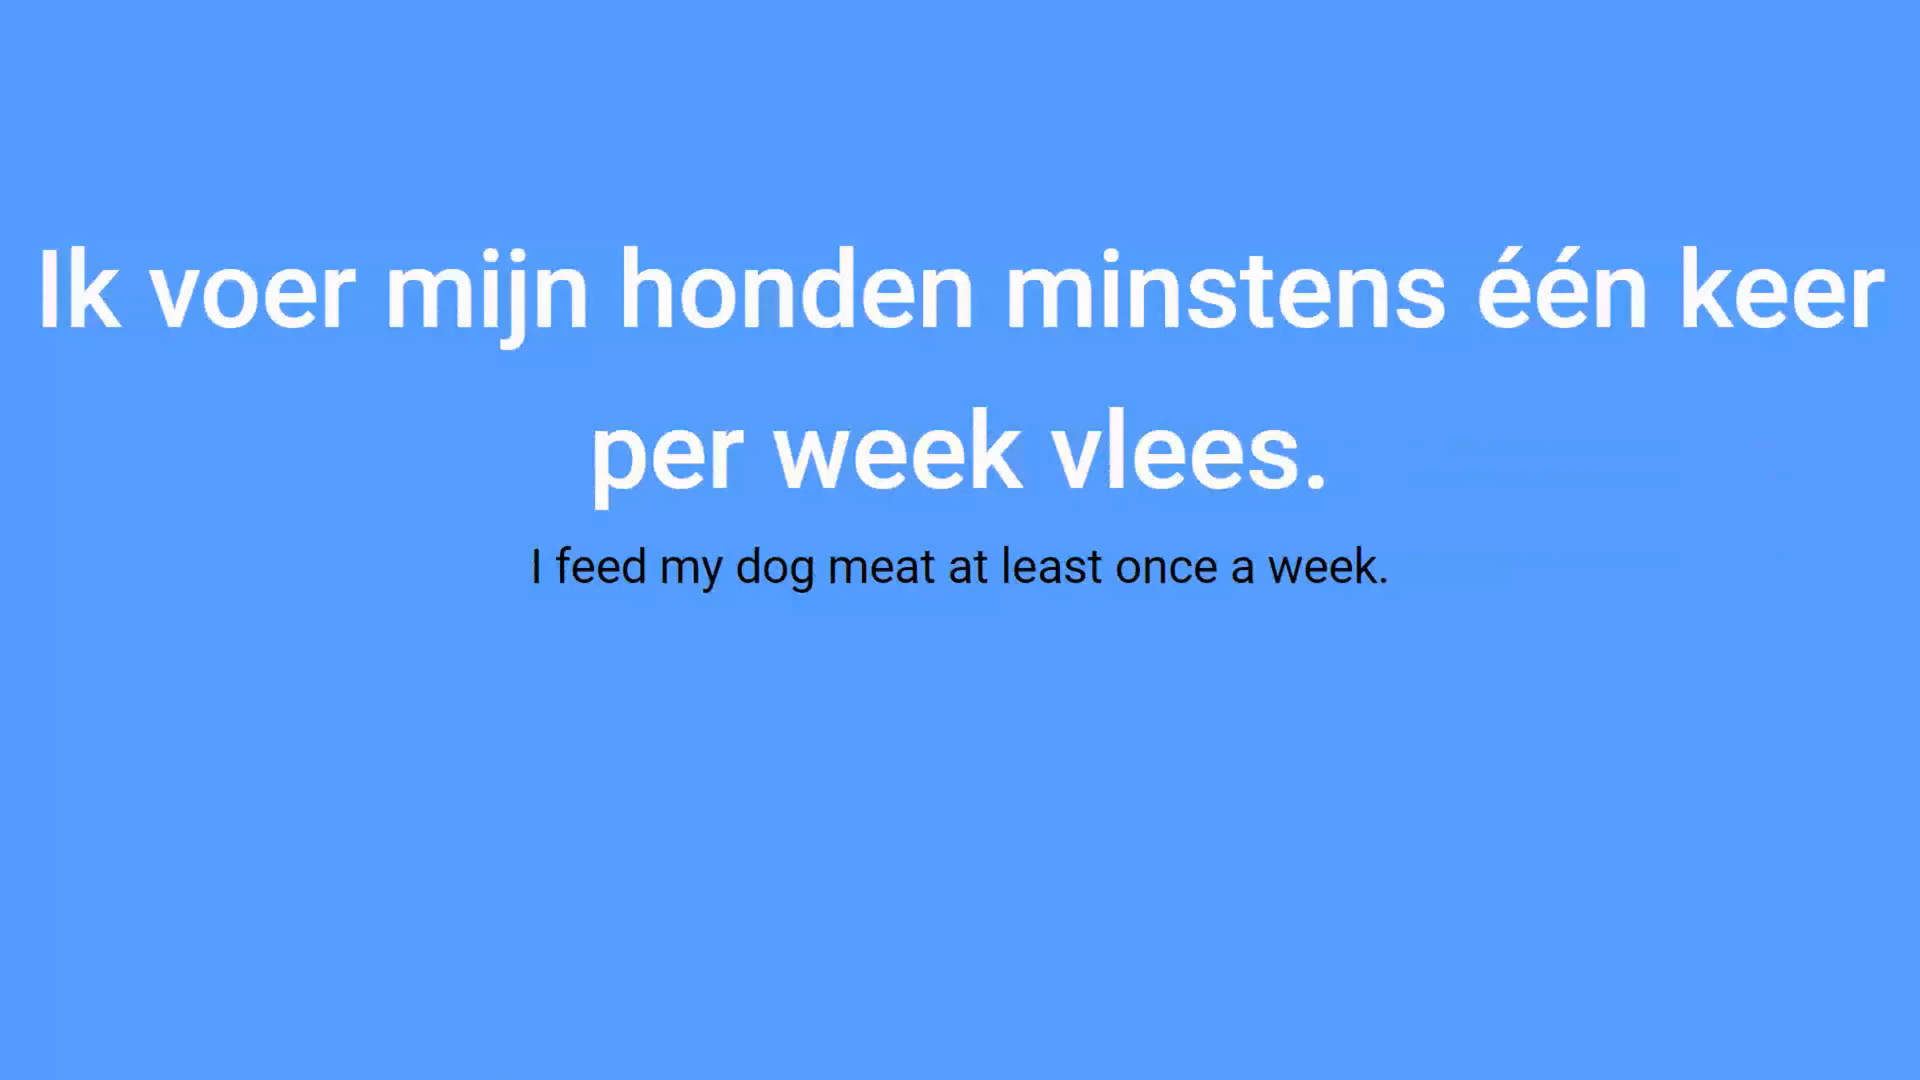 Ik voer mijn honden minstens één keer
per week vlees.
I feed my dog meat at least once a week.